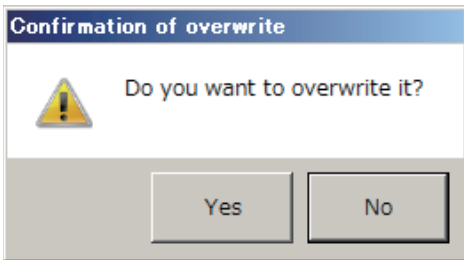 Confirmation of overwrite
Do you want to overwrite it?
Yes
No